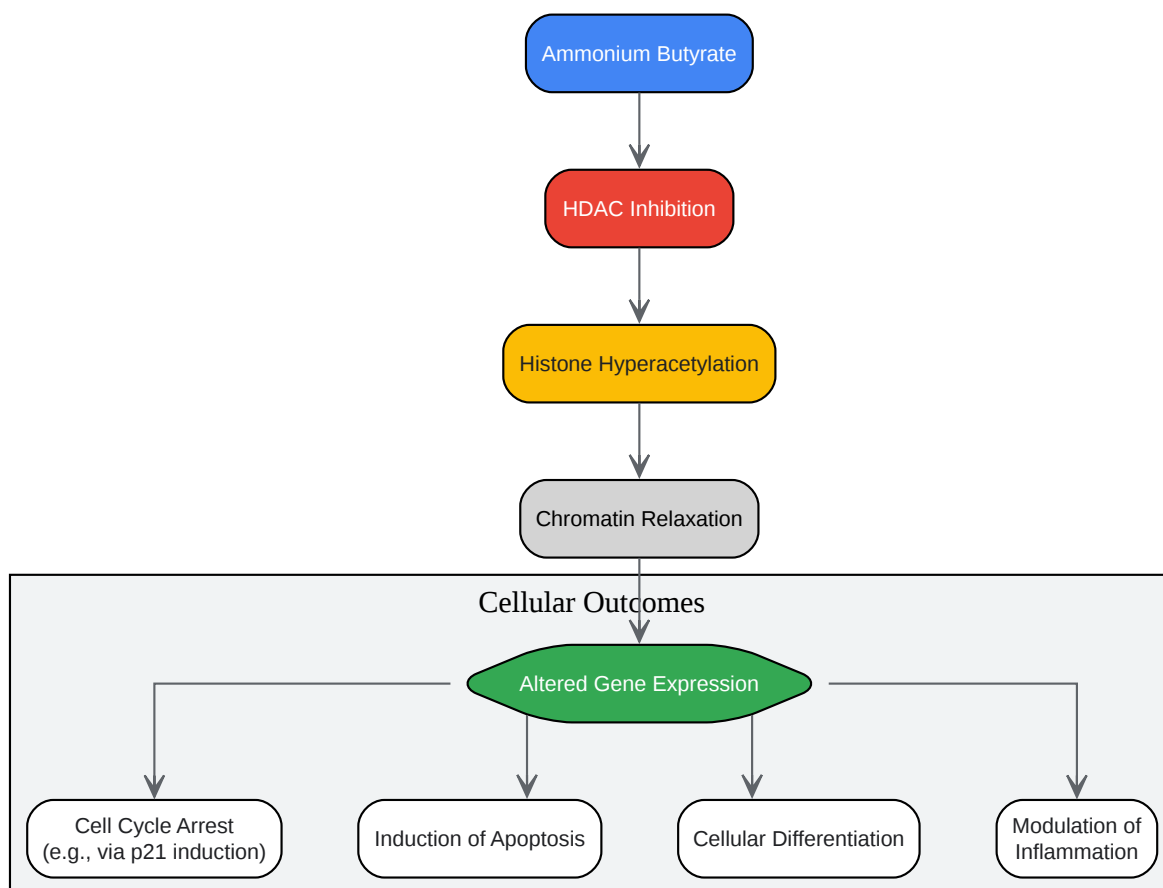 Ammonium Butyrate
HDAC Inhibition
Histone Hyperacetylation
Chromatin Relaxation
Cellular Outcomes
Altered Gene Expression
Cell Cycle Arrest
(e.g., via p21 induction)
Induction of Apoptosis
Cellular Differentiation
Modulation of
Inflammation